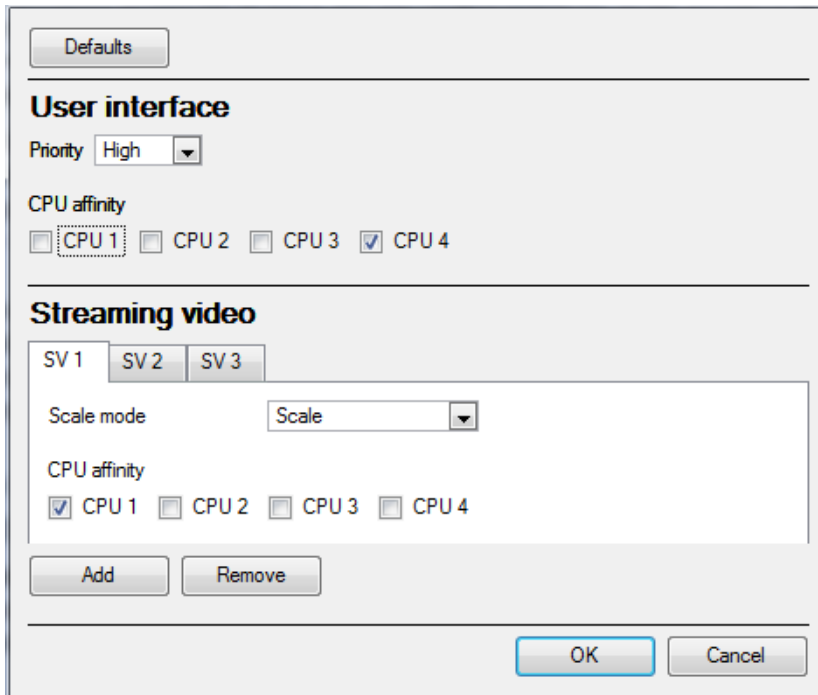 Defaults
User interface
Priority High
CPU affinity
CPU 1 CPU 2 CPU 3 CPU 4
Streaming video
SV 1 SV 2 SV 3
Scale mode Scale
CPU affinity
CPU 1 CPU 2 CPU 3 CPU 4
Add Remove
OK Cancel